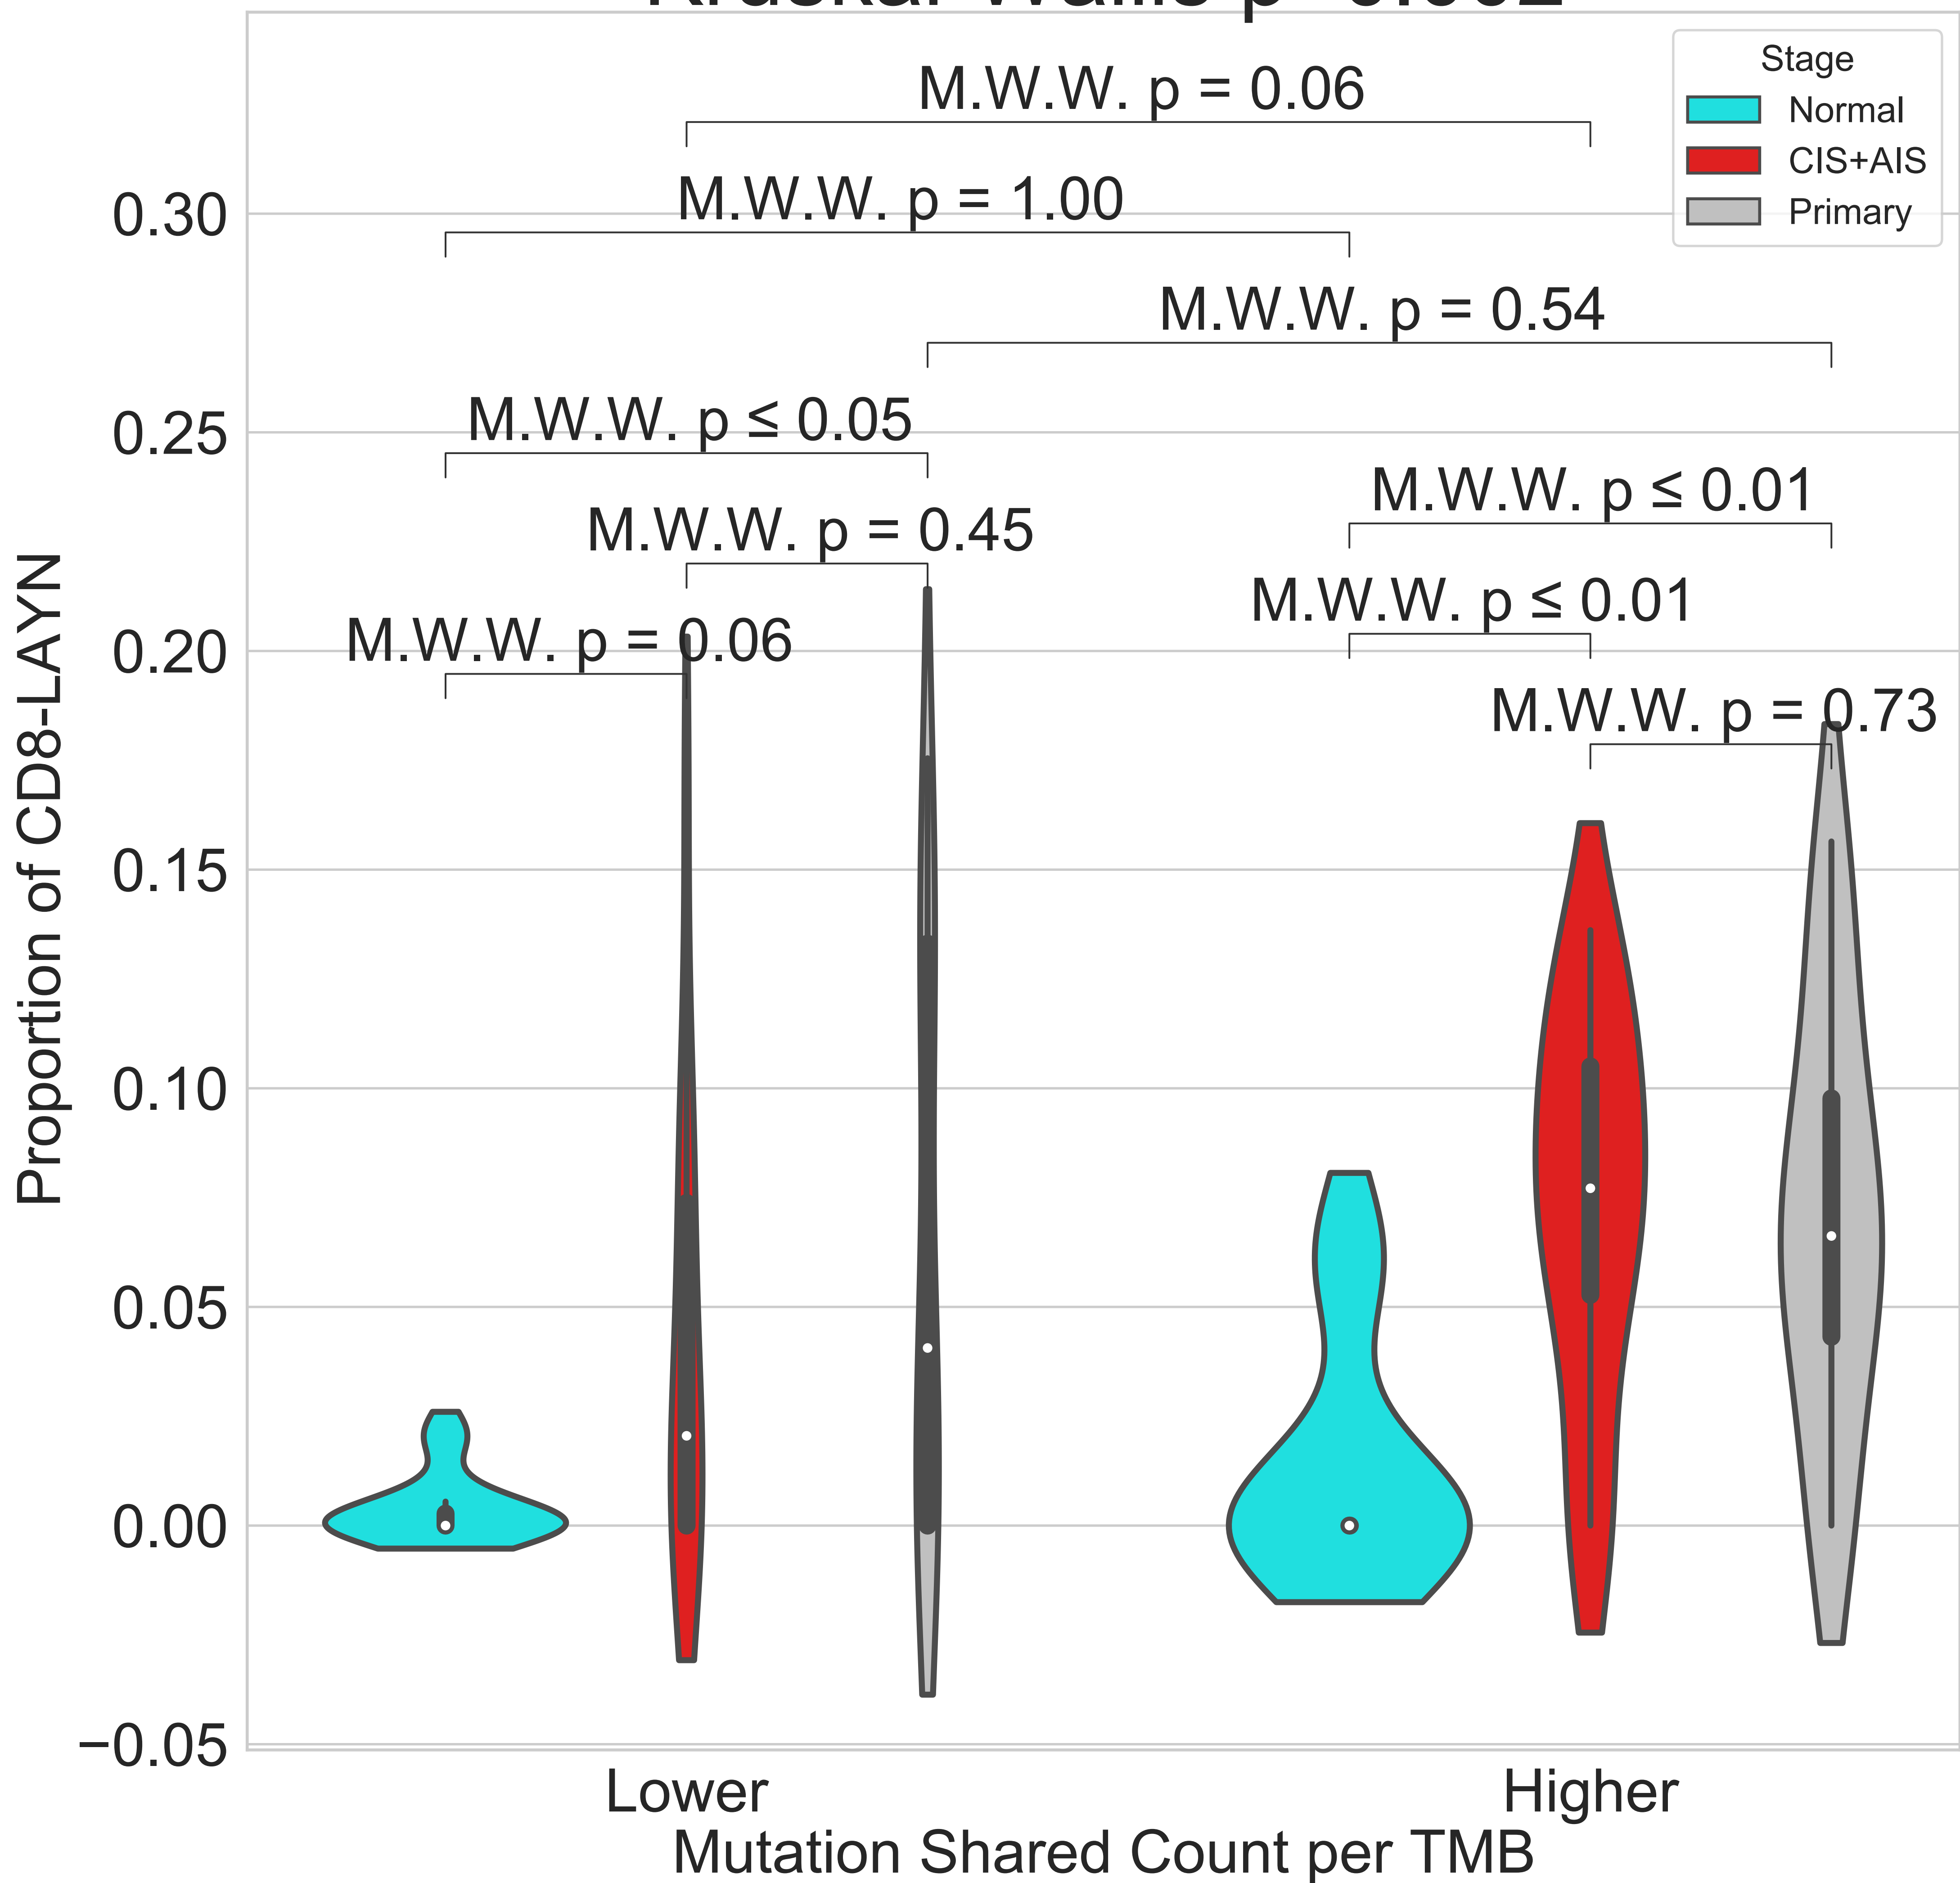 Stage
Normal
CIS+AIS
Primary
M.W.W. p = 0.06
M.W.W. p = 1.00
M.W.W. p = 0.54
M.W.W. p ≤ 0.05
M.W.W. p ≤ 0.01
M.W.W. p = 0.45
M.W.W. p ≤ 0.01
M.W.W. p = 0.06
M.W.W. p = 0.73
Proportion of CD8-LAYN
0.30
0.25
0.20
0.15
0.10
0.05
0.00
−0.05
Lower
Higher
Mutation Shared Count per TMB